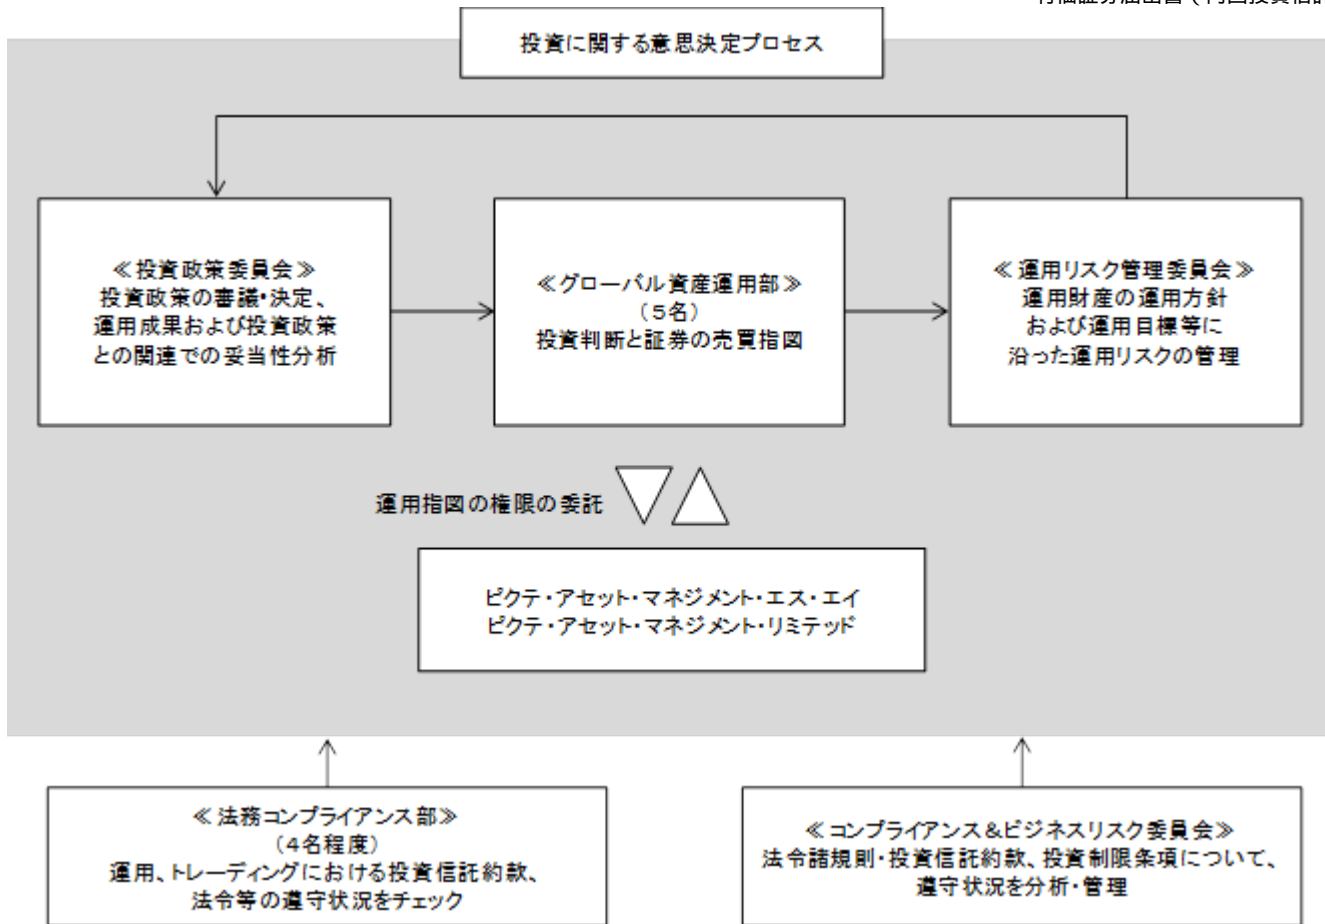 投資に関する意思決定プロセス
≪投資政策委員会≫
投資政策の審議・決定、
運用成果および投資政策
との関連での妥当性分析
≪グローバル資産運用部≫
(5名)
投資判断と証券の売買指図
≪運用リスク管理委員会≫
運用財産の運用方針
および運用目標等に
沿った運用リスクの管理
運用指図の権限の委託
ピクテ・アセット・マネジメント・エス・エイ
ピクテ・アセット・マネジメント・リミテッド
≪法務コンプライアンス部≫
(4名程度)
運用、トレーディングにおける投資信託約款、
法令等の遵守状況をチェック
≪コンプライアンス&ビジネスリスク委員会≫
法令諸規則・投資信託約款、投資制限条項について、
遵守状況を分析・管理